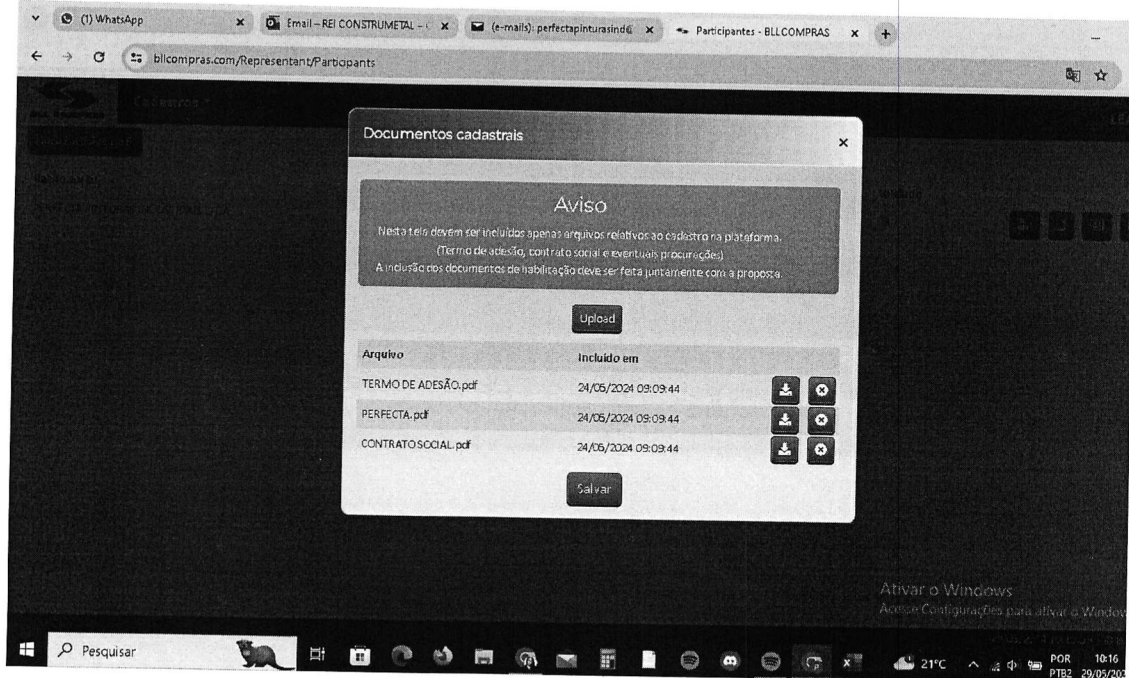 (1) WhatsApp
Email – REI CONSTRUMETAL –
(e-mails): perfectapinturasind
Participantes - BLLCOMPRAS
bllcompras.com/Representant/Participants
Cadastros
Documentos cadastrais
Aviso
Nesta tela devem ser incluídos apenas arquivos relativos ao cadastro na plataforma.
(Termo de adesão, contrato social e eventuais procurações)
A inclusão dos documentos de habilitação deve ser feita juntamente com a proposta.
Upload
Arquivo Incluído em
TERMO DE ADESÃO.pdf 24/05/2024 09:09:44
PERFECTA.pdf 24/05/2024 09:09:44
CONTRATO SOCIAL.pdf 24/05/2024 09:09:44
Salvar
Ativar o Windows
Acesse Configurações para ativar o Window
Pesquisar
21°C
POR
PTB2
10:16
29/05/202